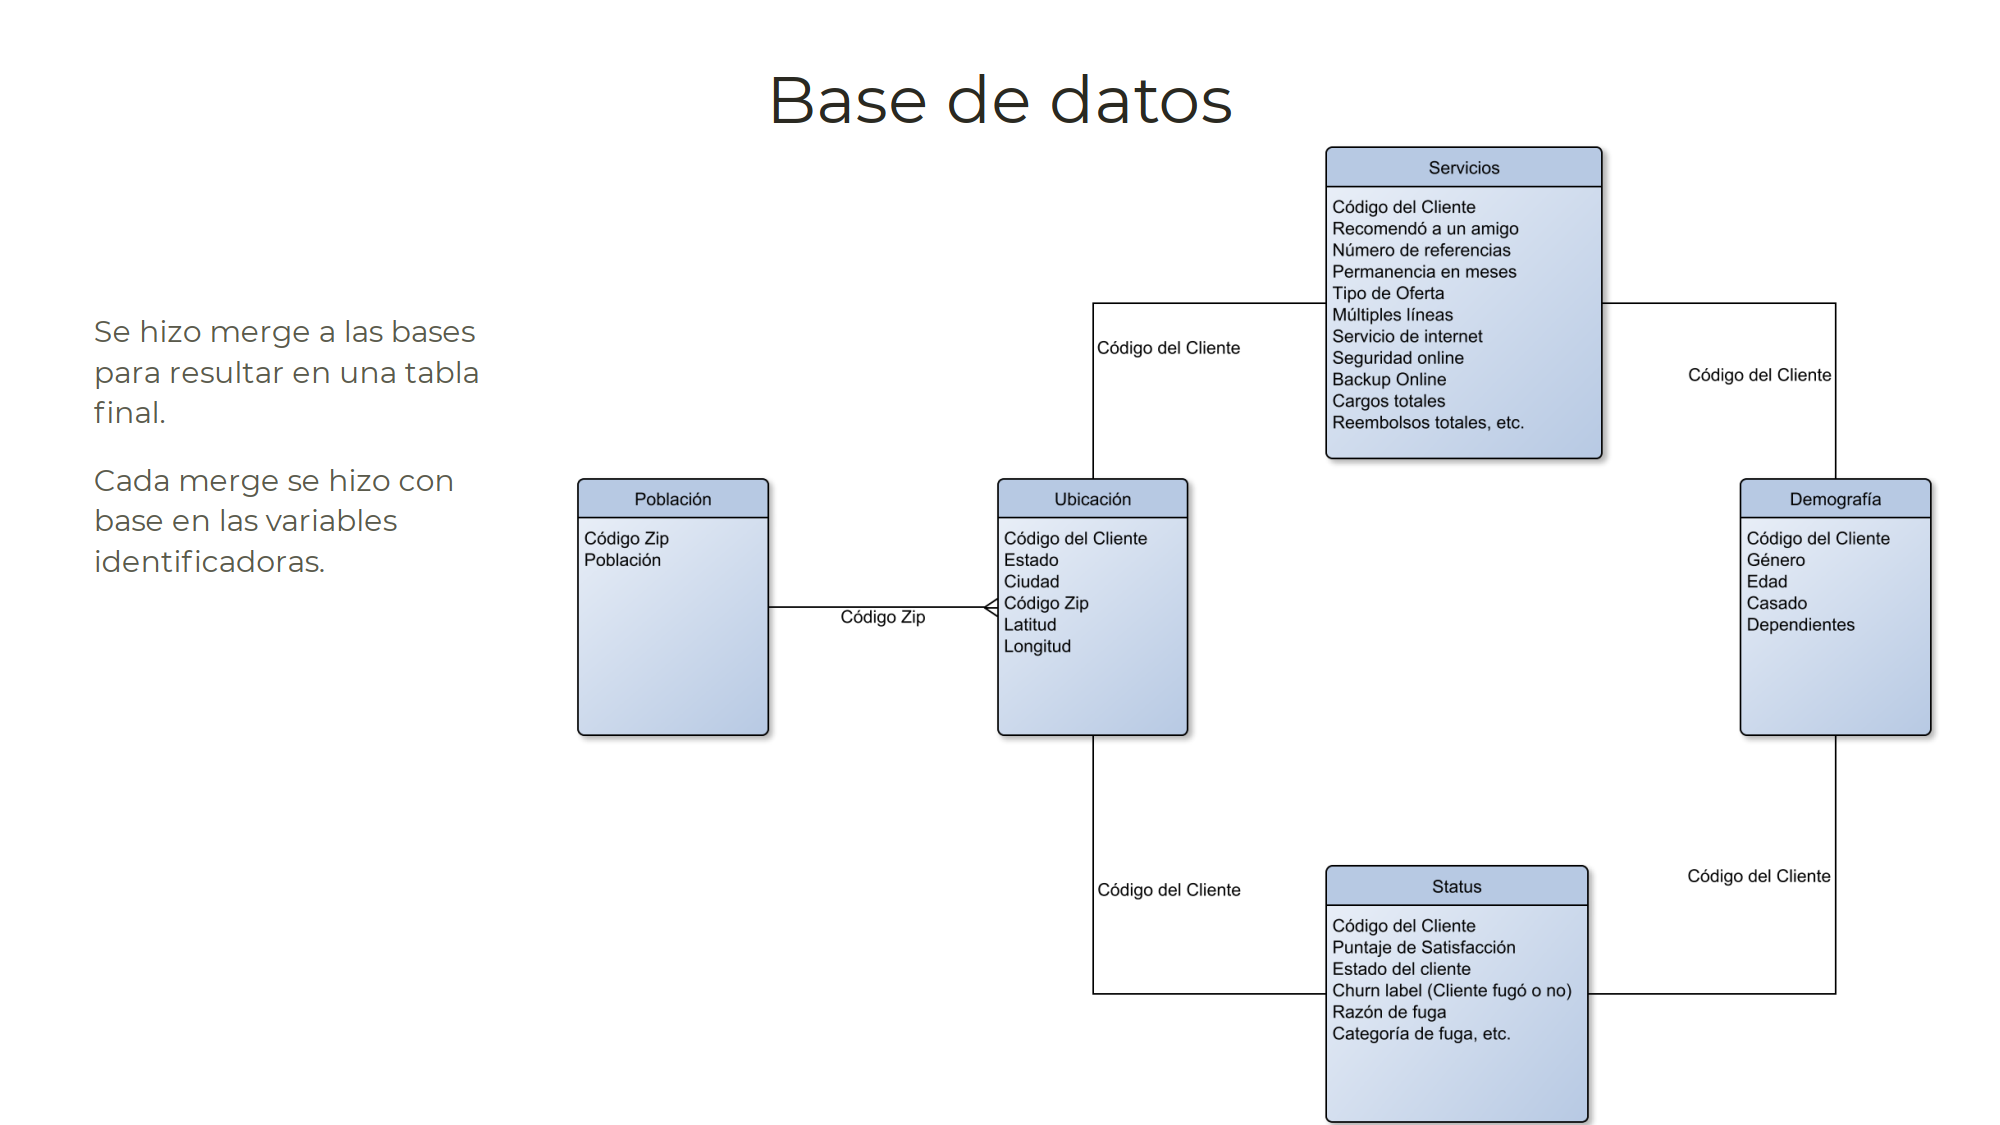 Base de datos
Se hizo merge a las bases
para resultar en una tabla
final.
Cada merge se hizo con
base en las variables
identificadoras.
Servicios
Código del Cliente
Recomendó a un amigo
Número de referencias
Permanencia en meses
Tipo de Oferta
Múltiples líneas
Servicio de internet
Seguridad online
Backup Online
Cargos totales
Reembolsos totales, etc.
Código del Cliente
Código del Cliente
Población
Código Zip
Población
Código Zip
Ubicación
Código del Cliente
Estado
Ciudad
Código Zip
Latitud
Longitud
Demografía
Código del Cliente
Género
Edad
Casado
Dependientes
Código del Cliente
Código del Cliente
Status
Código del Cliente
Puntaje de Satisfacción
Estado del cliente
Churn label (Cliente fugó o no)
Razón de fuga
Categoría de fuga, etc.